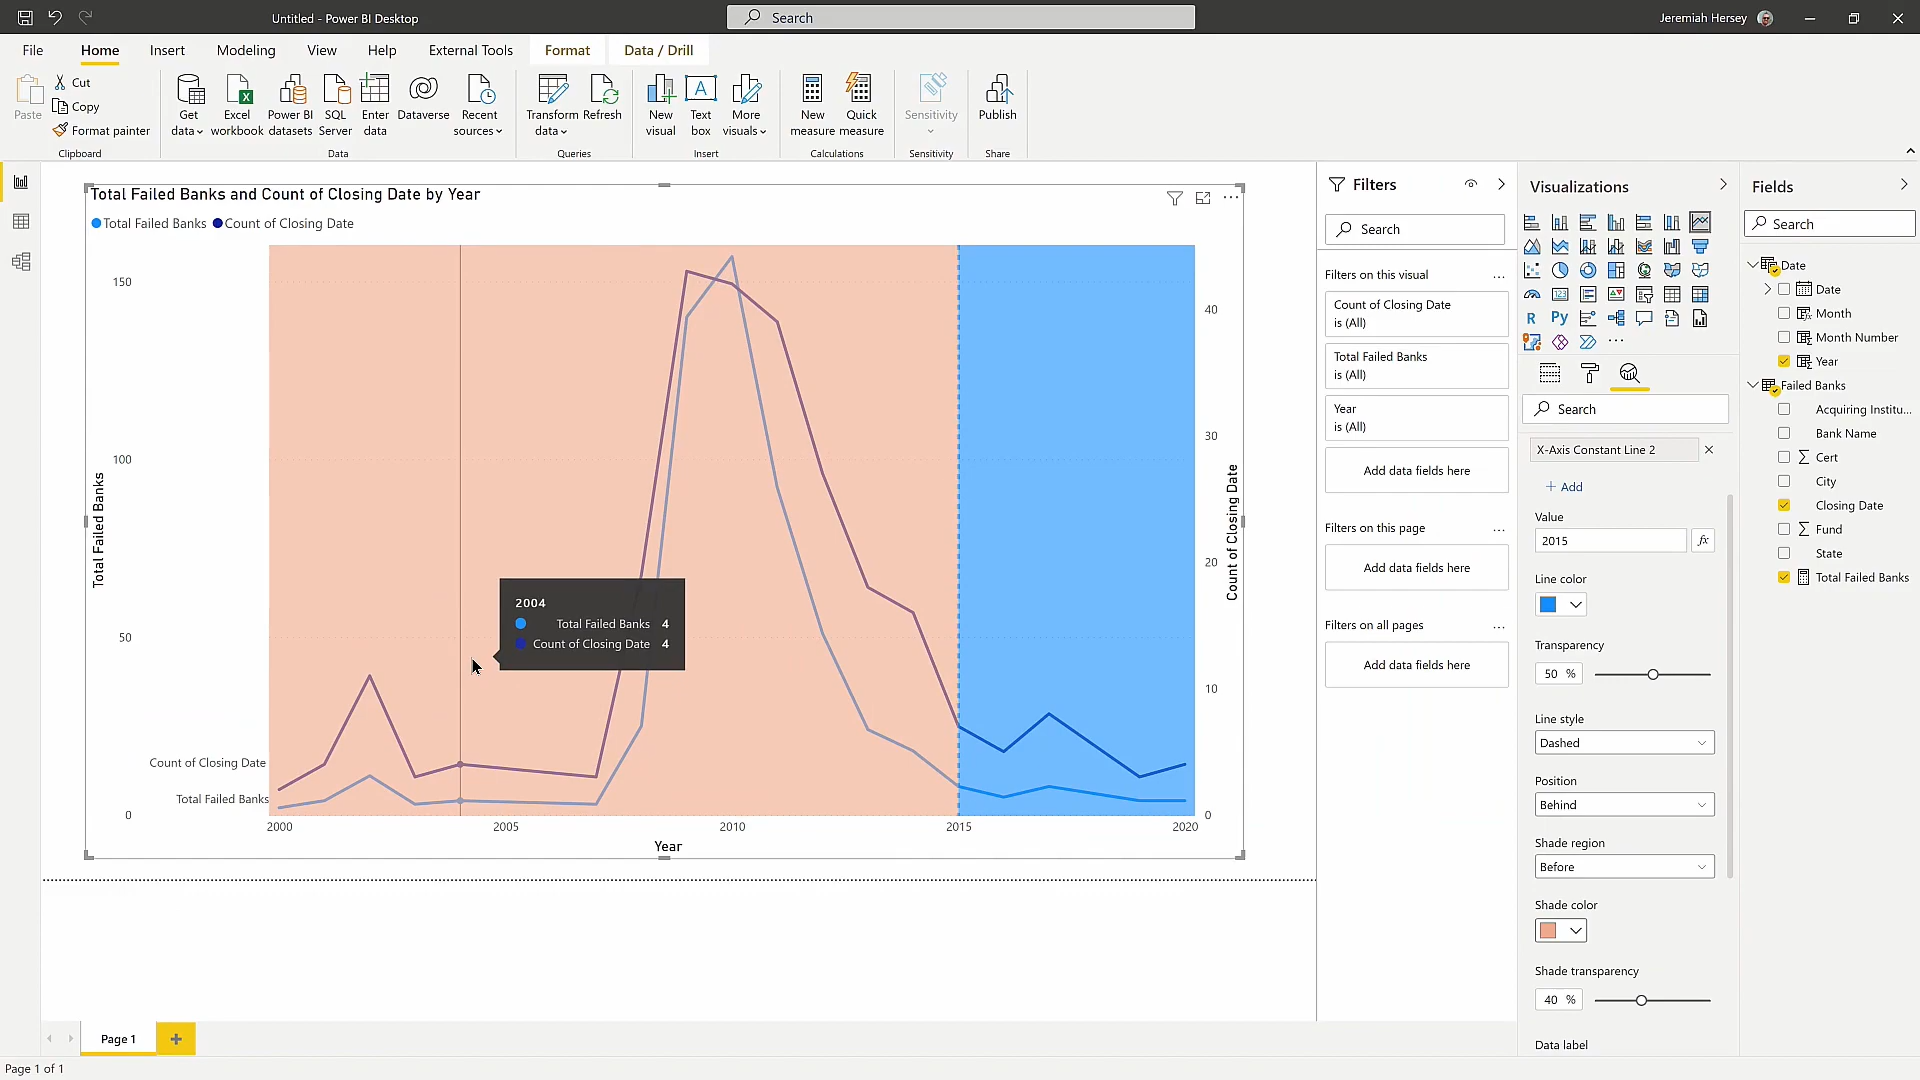 Untitled - Power BI Desktop
Search
Jeremiah Hersey
File
Home
Insert
Modeling
View
Help
External Tools
Format
Data / Drill
Paste
Cut
Copy
Format painter
Clipboard
Get data
Excel workbook
Power BI datasets
SQL Server
Enter data
Dataverse
Recent sources
Data
Transform data
Refresh
Queries
New visual
A
Text box
More visuals
Insert
New measure
Quick measure
Calculations
Sensitivity
Sensitivity
Publish
Share
Total Failed Banks and Count of Closing Date by Year
Total Failed Banks
Count of Closing Date
150
100
50
0
Total Failed Banks
Count of Closing Date
Total Failed Banks
2004
Total Failed Banks 4
Count of Closing Date 4
40
30
20
10
0
Count of Closing Date
2000
2005
2010
2015
2020
Year
Filters
Search
Filters on this visual
...
Count of Closing Date
is (All)
Total Failed Banks
is (All)
Year
is (All)
Add data fields here
Filters on this page
...
Add data fields here
Filters on all pages
...
Add data fields here
Visualizations
123
R
Py
...
Search
X-Axis Constant Line 2
+ Add
Value
2015
fx
Line color
Transparency
50 %
Line style
Dashed
Position
Behind
Shade region
Before
Shade color
Shade transparency
40 %
Data label
Fields
Search
Date
Date
Month
Month Number
Year
Failed Banks
Acquiring Institu...
Bank Name
Σ Cert
City
Closing Date
Σ Fund
State
Total Failed Banks
Page 1
+
Page 1 of 1